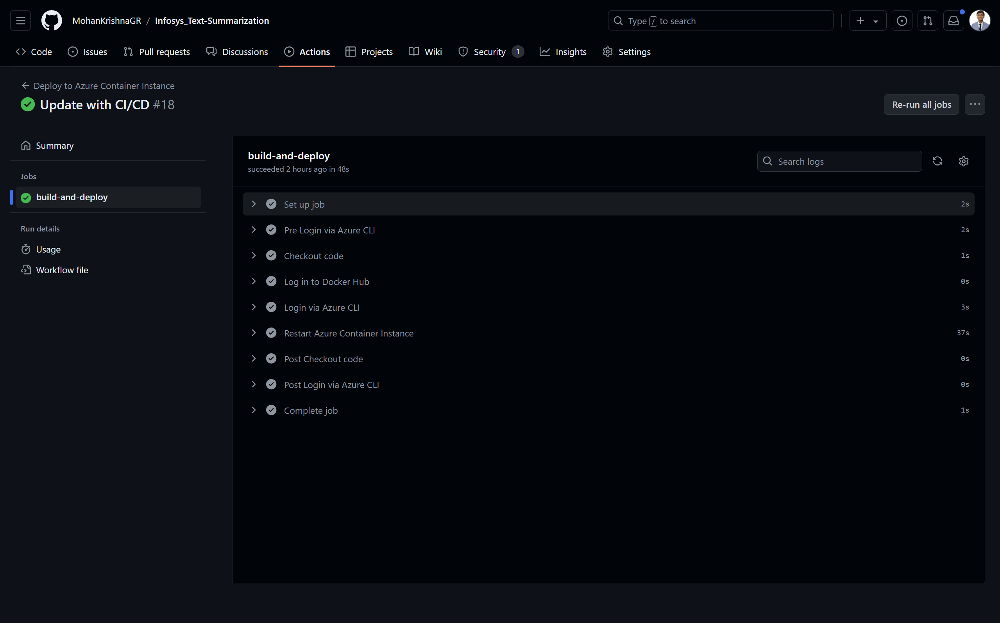 MohanKrishnaGR / Infosys_Text-Summarization
Type / to search
Code
Issues
Pull requests
Discussions
Actions
Projects
Wiki
Security 1
Insights
Settings
Deploy to Azure Container Instance
Update with CI/CD #18
Re-run all jobs
Summary
Jobs
build-and-deploy
Run details
Usage
Workflow file
build-and-deploy
succeeded 2 hours ago in 48s
Search logs
Set up job 2s
Pre Login via Azure CLI 2s
Checkout code 1s
Log in to Docker Hub 0s
Login via Azure CLI 3s
Restart Azure Container Instance 37s
Post Checkout code 0s
Post Login via Azure CLI 0s
Complete job 1s